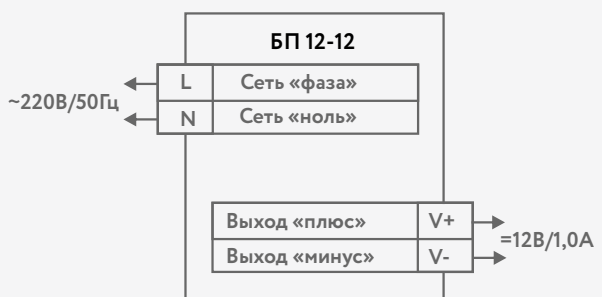 БП 12-12
L Сеть «фаза»
~220В/50Гц
N Сеть «ноль»
Выход «плюс» V+
=12В/1,0А
Выход «минус» V-